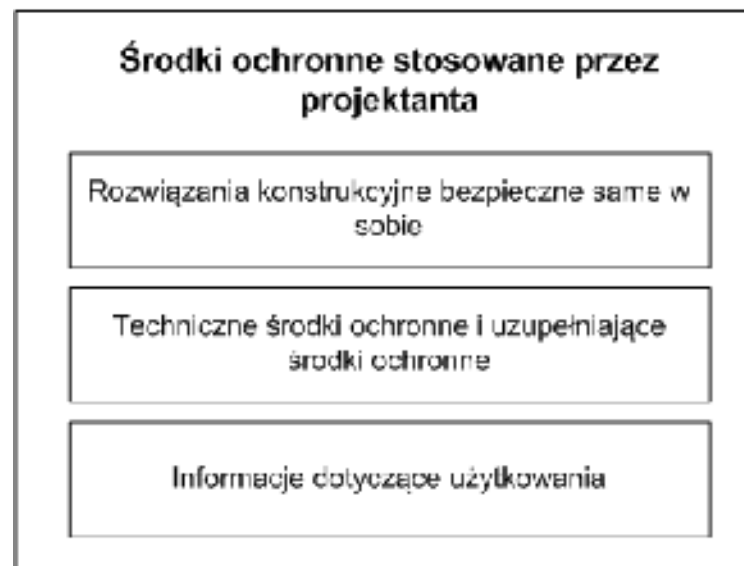 Środki ochronne stosowane przez
projektanta
Rozwiązania konstrukcyjne bezpieczne same w
sobie
Techniczne środki ochronne i uzupełniające
środki ochronne
Informacje dotyczące użytkowania